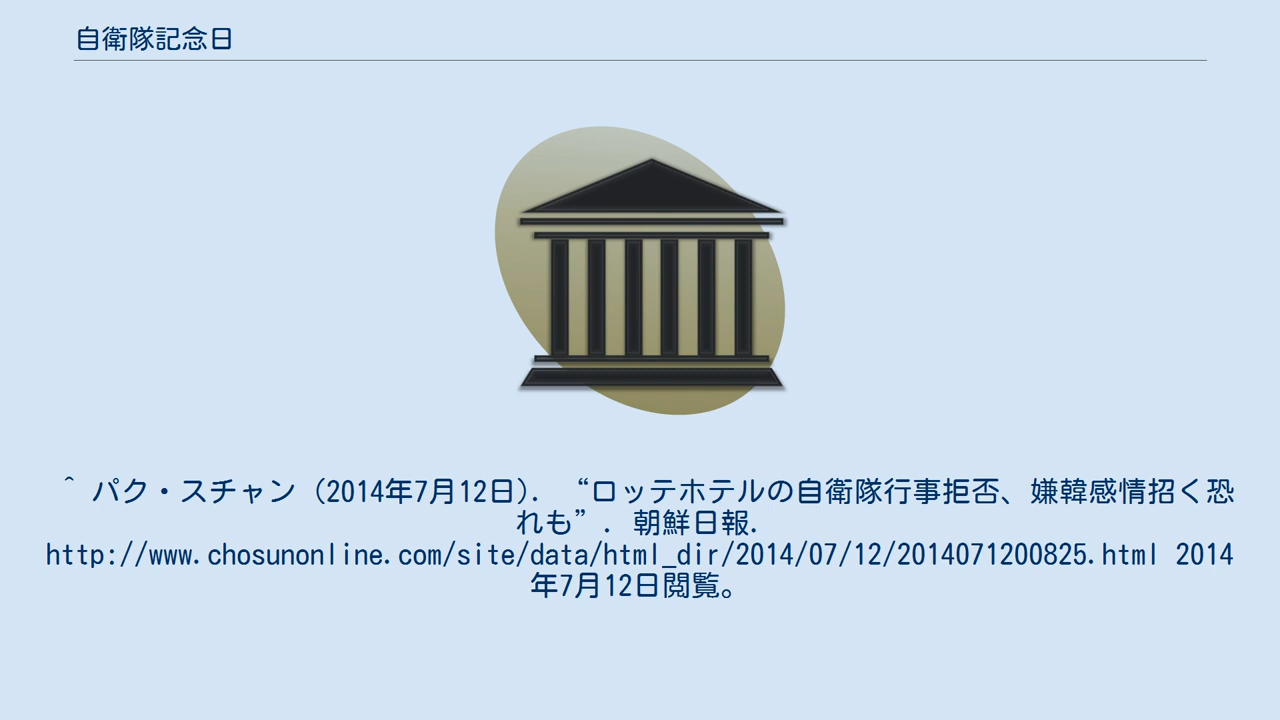 自衛隊記念日
^ パク・スチャン（2014年7月12日）. “ロッテホテルの自衛隊行事拒否、嫌韓感情招く恐
れも”. 朝鮮日報.
http://www.chosunonline.com/site/data/html_dir/2014/07/12/2014071200825.html 2014
年7月12日閲覧。